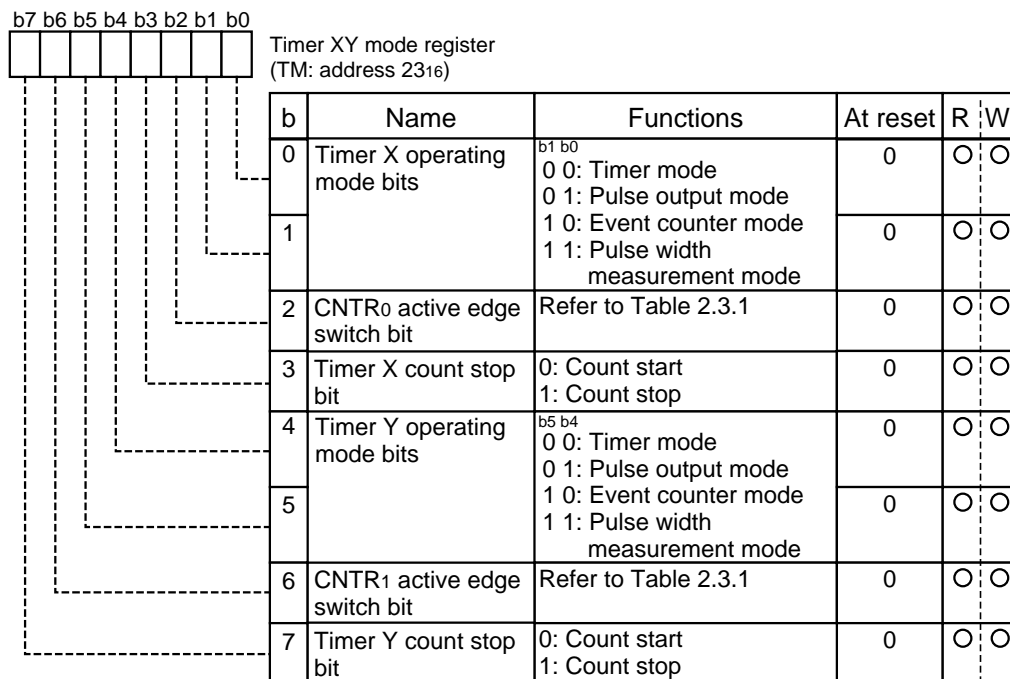 b7 b6 b5 b4 b3 b2 b1 b0
Timer XY mode register
(TM: address 2316)
b Name Functions At reset R W
0 Timer X operating mode bits
b1 b0
0 0: Timer mode
0 1: Pulse output mode
1 0: Event counter mode
1 1: Pulse width
measurement mode
0 O O
1
0 O O
2 CNTR0 active edge switch bit
Refer to Table 2.3.1
0 O O
3 Timer X count stop bit
0: Count start
1: Count stop
0 O O
4 Timer Y operating mode bits
b5 b4
0 0: Timer mode
0 1: Pulse output mode
1 0: Event counter mode
1 1: Pulse width
measurement mode
0 O O
5
0 O O
6 CNTR1 active edge switch bit
Refer to Table 2.3.1
0 O O
7 Timer Y count stop bit
0: Count start
1: Count stop
0 O O